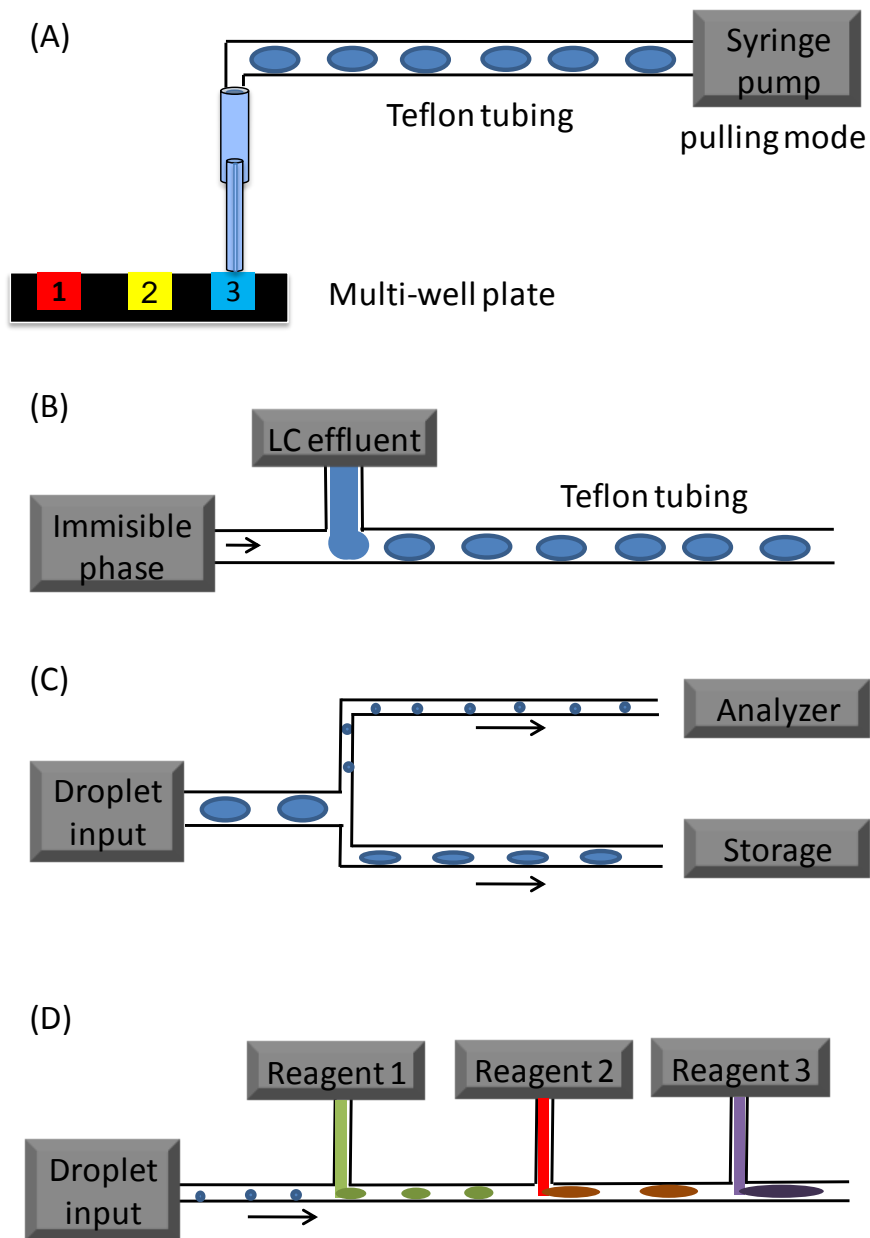 (A)
Syringe
pump
Teflon tubing
pulling mode
1 2 3
Multi-well plate
(B)
LC effluent
Teflon tubing
Immisible
phase
(C)
Analyzer
Droplet
input
Storage
(D)
Reagent 1
Reagent 2
Reagent 3
Droplet
input